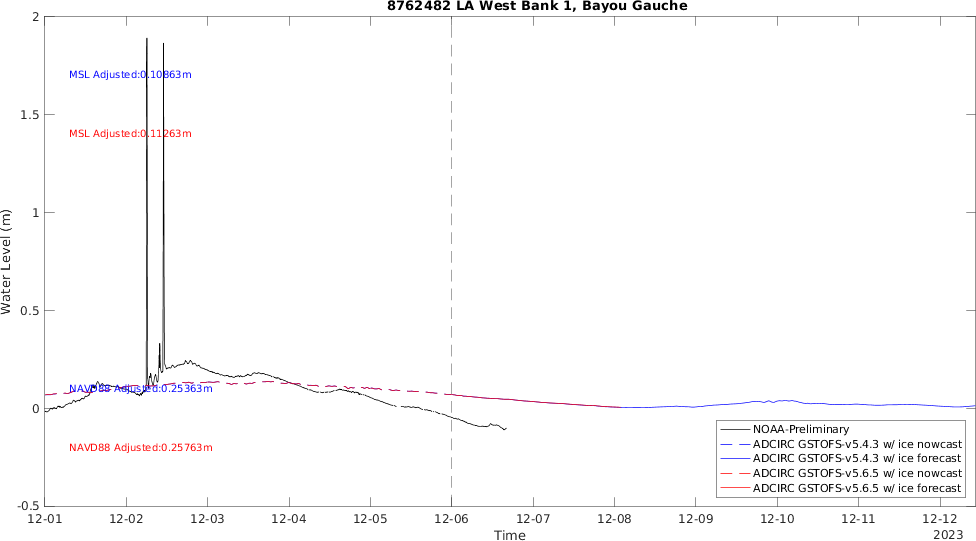 8762482 LA West Bank 1, Bayou Gauche
2
1.5
1
0.5
0
-0.5
Water Level (m)
MSL Adjusted:0.10863m
MSL Adjusted:0.11263m
NAVD88 Adjusted:0.25363m
NAVD88 Adjusted:0.25763m
NOAA-Preliminary
ADCIRC GSTOFS-v5.4.3 w/ ice nowcast
ADCIRC GSTOFS-v5.4.3 w/ ice forecast
ADCIRC GSTOFS-v5.6.5 w/ ice nowcast
ADCIRC GSTOFS-v5.6.5 w/ ice forecast
12-01 12-02 12-03 12-04 12-05 12-06 12-07 12-08 12-09 12-10 12-11 12-12
Time
2023